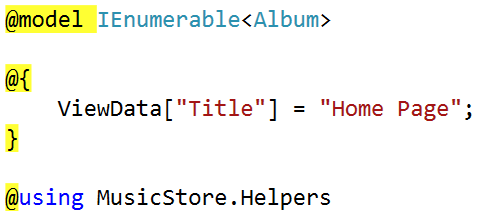 @model IEnumerable<Album>
@{
    ViewData["Title"] = "Home Page";
}
@using MusicStore.Helpers